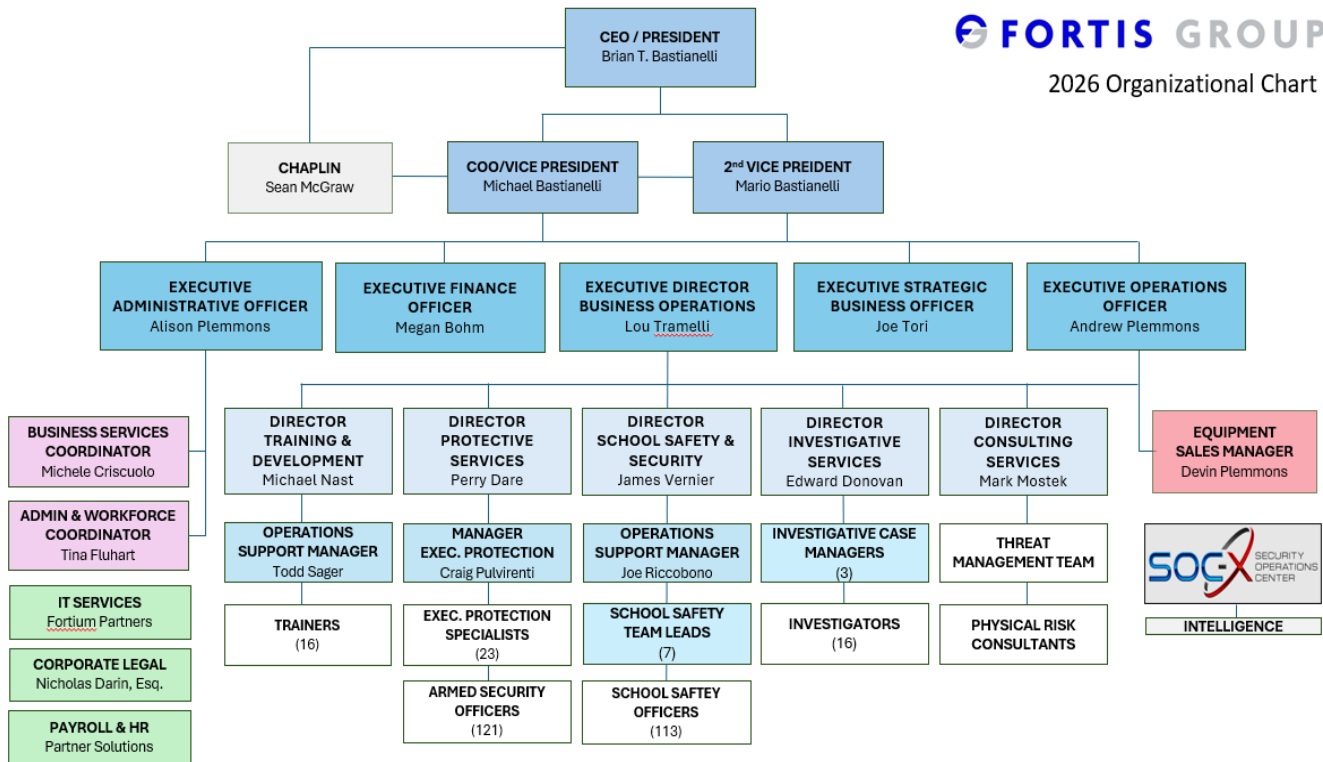 FORTIS GROUP
2026 Organizational Chart
CEO / PRESIDENT
Brian T. Bastianelli
CHAPLIN
Sean McGraw
COO/VICE PRESIDENT
Michael Bastianelli
2nd VICE PREIDENT
Mario Bastianelli
EXECUTIVE
ADMINISTRATIVE OFFICER
Alison Plemmons
EXECUTIVE FINANCE
OFFICER
Megan Bohm
EXECUTIVE DIRECTOR
BUSINESS OPERATIONS
Lou Tramelli
EXECUTIVE STRATEGIC
BUSINESS OFFICER
Joe Tori
EXECUTIVE OPERATIONS
OFFICER
Andrew Plemmons
BUSINESS SERVICES
COORDINATOR
Michele Criscuolo
ADMIN & WORKFORCE
COORDINATOR
Tina Fluhart
IT SERVICES
Fortium Partners
CORPORATE LEGAL
Nicholas Darin, Esq.
PAYROLL & HR
Partner Solutions
DIRECTOR
TRAINING &
DEVELOPMENT
Michael Nast
OPERATIONS
SUPPORT MANAGER
Todd Sager
TRAINERS
(16)
DIRECTOR
PROTECTIVE
SERVICES
Perry Dare
MANAGER
EXEC. PROTECTION
Craig Pulvirenti
EXEC. PROTECTION
SPECIALISTS
(23)
ARMED SECURITY
OFFICERS
(121)
DIRECTOR
SCHOOL SAFETY &
SECURITY
James Vernier
OPERATIONS
SUPPORT MANAGER
Joe Riccobono
SCHOOL SAFETY
TEAM LEADS
(7)
SCHOOL SAFTEY
OFFICERS
(113)
DIRECTOR
INVESTIGATIVE
SERVICES
Edward Donovan
INVESTIGATIVE CASE
MANAGERS
(3)
INVESTIGATORS
(16)
DIRECTOR
CONSULTING
SERVICES
Mark Mostek
THREAT
MANAGEMENT TEAM
PHYSICAL RISK
CONSULTANTS
EQUIPMENT
SALES MANAGER
Devin Plemmons
SOC-X SECURITY
OPERATIONS
CENTER
INTELLIGENCE